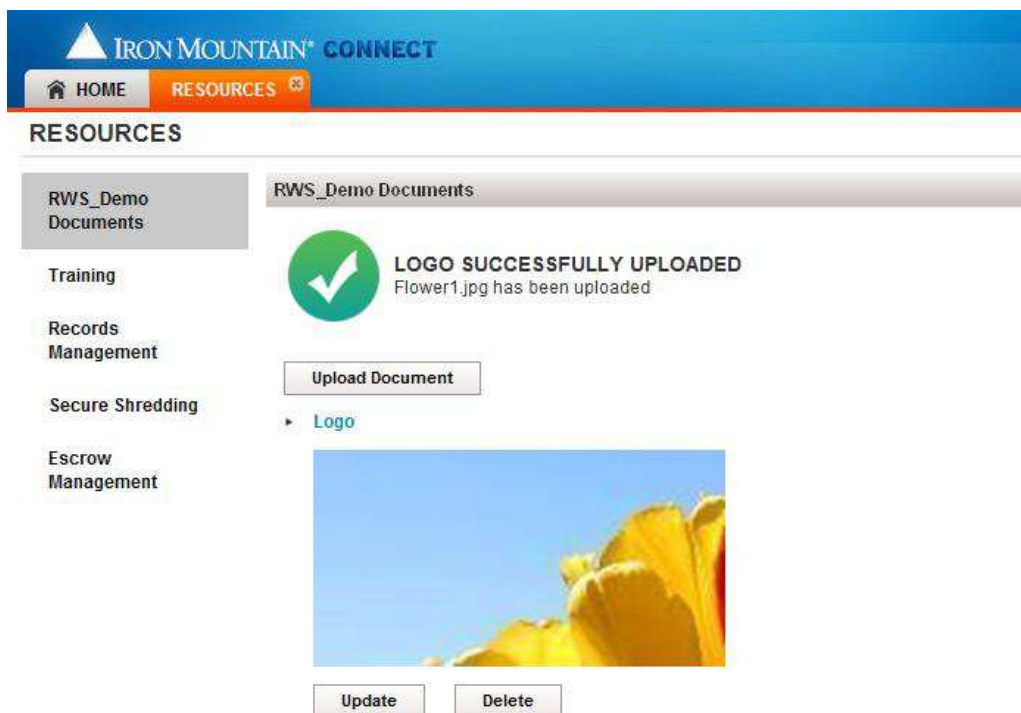 IRON MOUNTAIN® CONNECT
HOME
RESOURCES
RESOURCES
RWS_Demo
Documents
Training
Records
Management
Secure Shredding
Escrow
Management
RWS_Demo Documents
LOGO SUCCESSFULLY UPLOADED
Flower1.jpg has been uploaded
Upload Document
Logo
Update
Delete